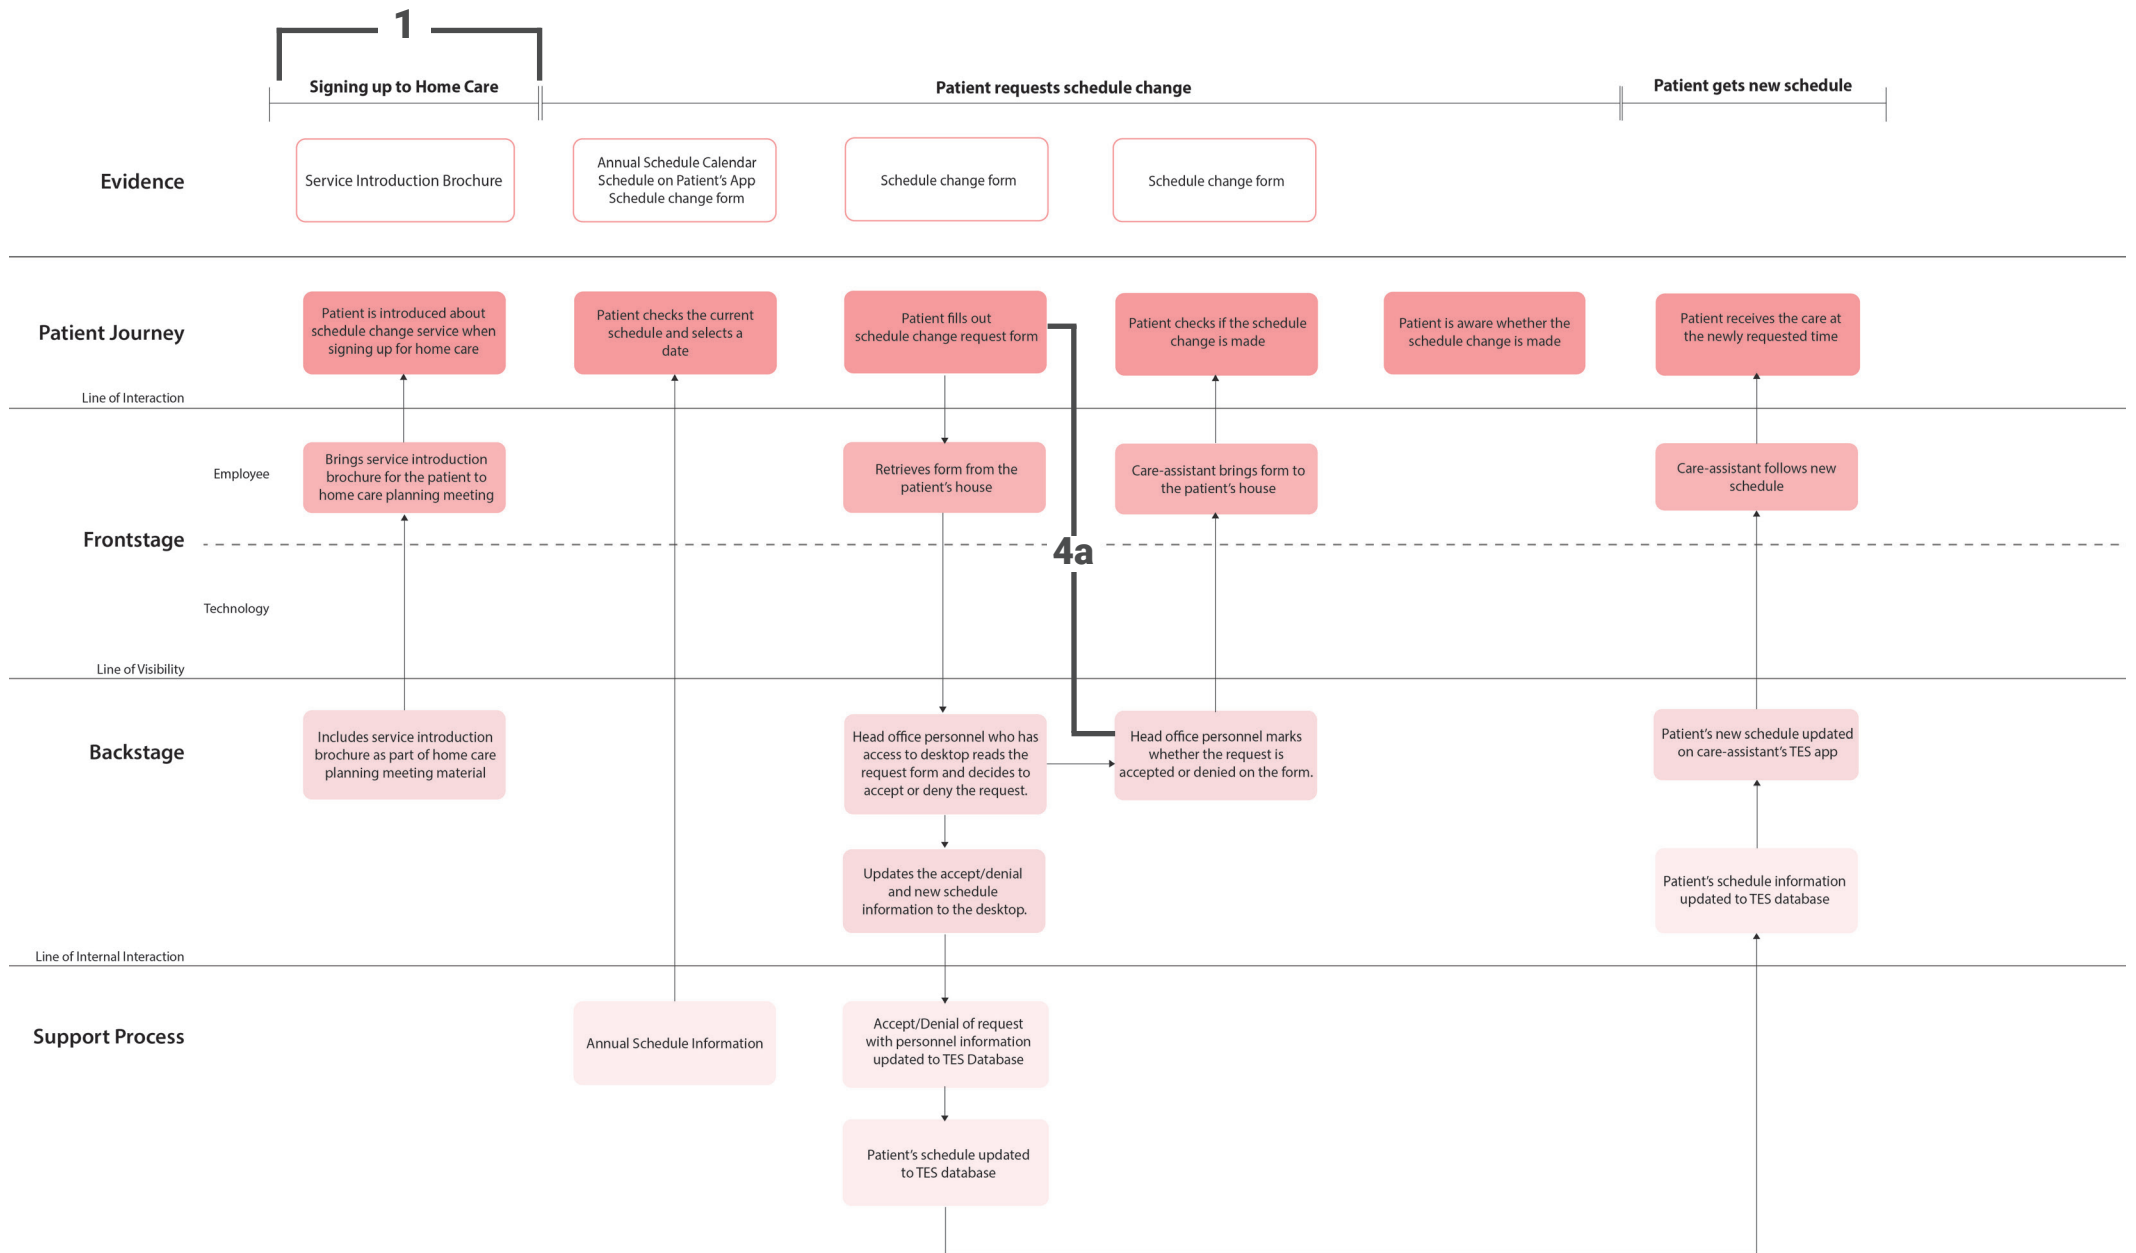 1
Signing up to Home Care
Patient requests schedule change
Patient gets new schedule
Evidence
Service Introduction Brochure
Annual Schedule Calendar
Schedule on Patient's App
Schedule change form
Schedule change form
Schedule change form
Patient Journey
Patient is introduced about
schedule change service when
signing up for home care
Patient checks the current
schedule and selects a
date
Patient fills out
schedule change request form
Patient checks if the schedule
change is made
Patient is aware whether the
schedule change is made
Patient receives the care at
the newly requested time
Line of Interaction
Employee
Brings service introduction
brochure for the patient to
home care planning meeting
Retrieves form from the
patient's house
Care-assistant brings form to
the patient's house
Care-assistant follows new
schedule
Frontstage
4a
Technology
Line of Visibility
Backstage
Includes service introduction
brochure as part of home care
planning meeting material
Head office personnel who has
access to desktop reads the
request form and decides to
accept or deny the request.
Head office personnel marks
whether the request is
accepted or denied on the form.
Patient's new schedule updated
on care-assistant's TES app
Updates the accept/denial
and new schedule
information to the desktop.
Patient's schedule information
updated to TES database
Line of Internal Interaction
Support Process
Annual Schedule Information
Accept/Denial of request
with personnel information
updated to TES Database
Patient's schedule updated
to TES database